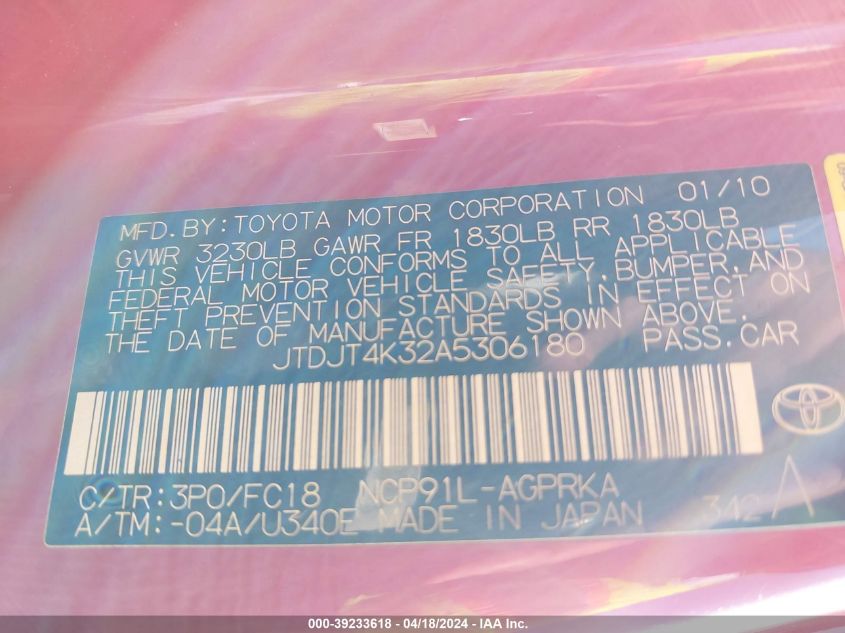 MFD.BY:TOYOTA MOTOR CORPORATION 01/10
GVWR 3230LB GAWR FR 1830LB RR 1830LB
THIS VEHICLE CONFORMS TO ALL APPLICABLE
FEDERAL MOTOR VEHICLE SAFETY,BUMPER,AND
THEFT PREVENTION STANDARDS IN EFFECT ON
THE DATE OF MANUFACTURE SHOWN ABOVE.
JTDJT4K32A5306180 PASS.CAR
C/TR:3P0/FC18 NCP91L-AGPRKA
A/TM:-04A/U340E MADE IN JAPAN 342 A
000-39233618 - 04/18/2024 - IAA Inc.